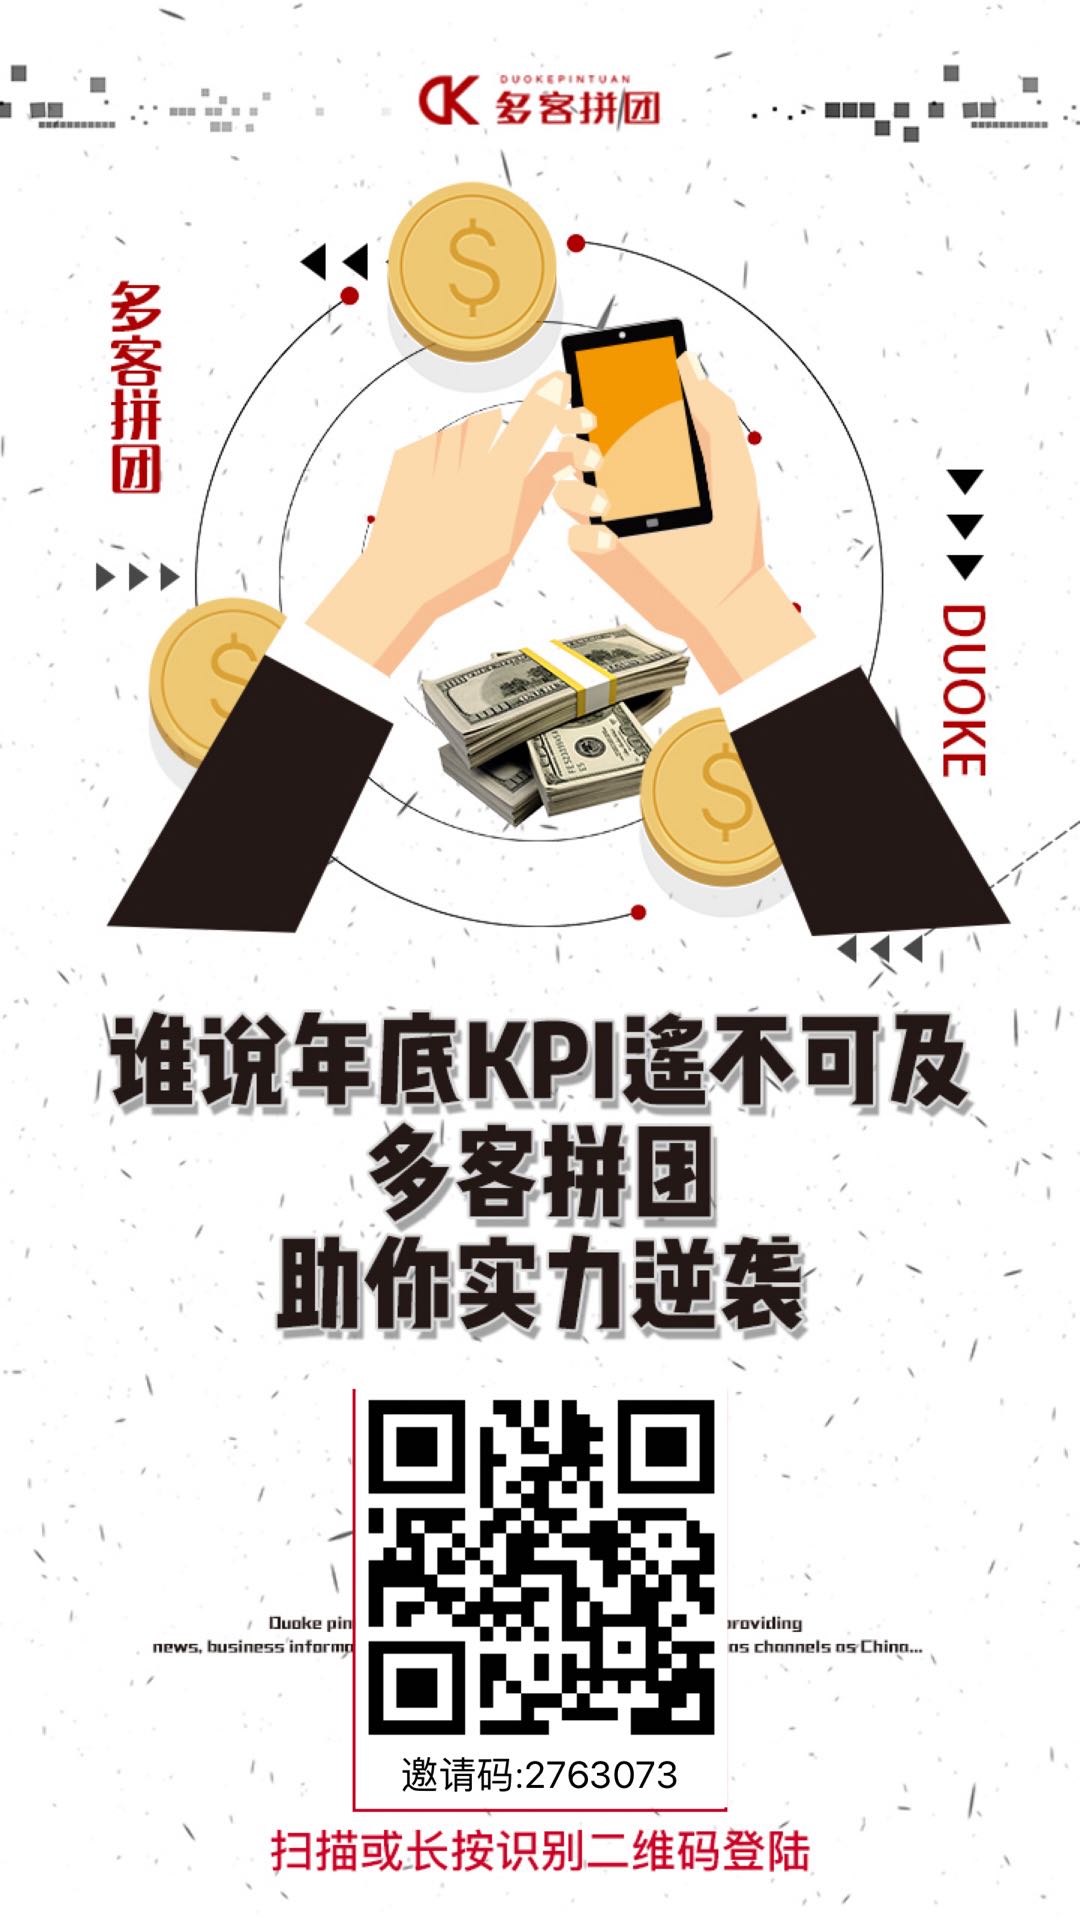 DUOKEPINTUAN
多客拼团
多客拼团
DUOKE
谁说年底KPI遥不可及
多客拼团
助你实力逆袭
Duoke pin
providing
news, business informa
as channels as China...
邀请码:2763073
扫描或长按识别二维码登陆